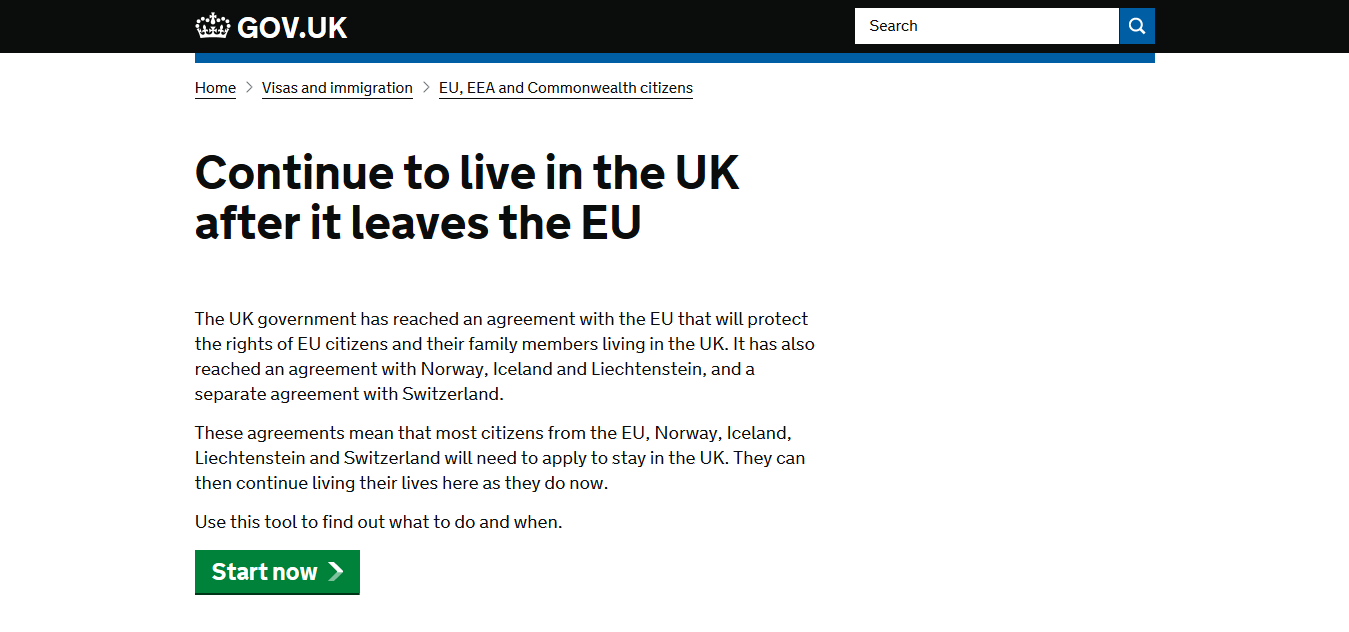 GOV.UK
Search
Home > Visas and immigration > EU, EEA and Commonwealth citizens
Continue to live in the UK
after it leaves the EU
The UK government has reached an agreement with the EU that will protect
the rights of EU citizens and their family members living in the UK. It has also
reached an agreement with Norway, Iceland and Liechtenstein, and a
separate agreement with Switzerland.
These agreements mean that most citizens from the EU, Norway, Iceland,
Liechtenstein and Switzerland will need to apply to stay in the UK. They can
then continue living their lives here as they do now.
Use this tool to find out what to do and when.
Start now